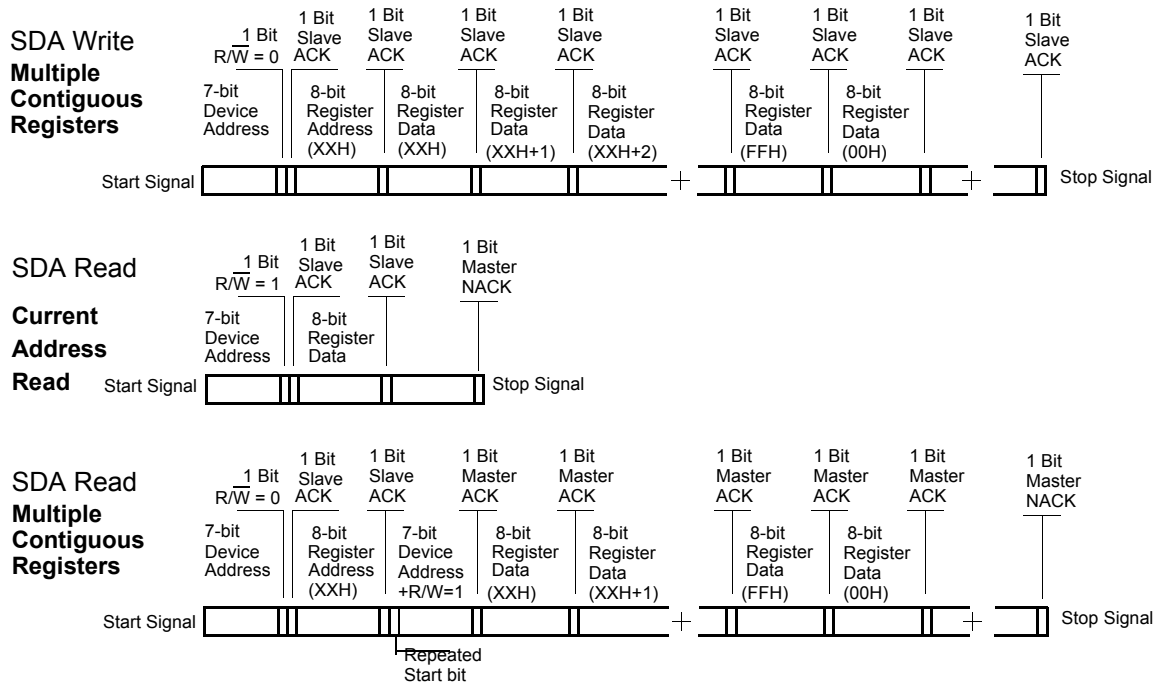 SDA Write
Multiple
Contiguous
Registers
1 Bit
R/W = 0
1 Bit
Slave
ACK
1 Bit
Slave
ACK
1 Bit
Slave
ACK
1 Bit
Slave
ACK
1 Bit
Slave
ACK
1 Bit
Slave
ACK
1 Bit
Slave
ACK
1 Bit
Slave
ACK
7-bit
Device
Address
8-bit
Register
Address
(XXH)
8-bit
Register
Data
(XXH)
8-bit
Register
Data
(XXH+1)
8-bit
Register
Data
(XXH+2)
8-bit
Register
Data
(FFH)
8-bit
Register
Data
(00H)
Start Signal
Stop Signal
SDA Read
Current
Address
Read
1 Bit
R/W = 1
1 Bit
Slave
ACK
1 Bit
Slave
ACK
1 Bit
Master
NACK
7-bit
Device
Address
8-bit
Register
Data
Start Signal
Stop Signal
SDA Read
Multiple
Contiguous
Registers
1 Bit
R/W = 0
1 Bit
Slave
ACK
1 Bit
Slave
ACK
1 Bit
Master
ACK
1 Bit
Master
ACK
1 Bit
Master
ACK
1 Bit
Master
ACK
1 Bit
Master
ACK
1 Bit
Master
NACK
7-bit
Device
Address
8-bit
Register
Address
(XXH)
7-bit
Device
Address
+R/W=1
8-bit
Register
Data
(XXH)
8-bit
Register
Data
(XXH+1)
8-bit
Register
Data
(FFH)
8-bit
Register
Data
(00H)
Start Signal
Stop Signal
Repeated
Start bit